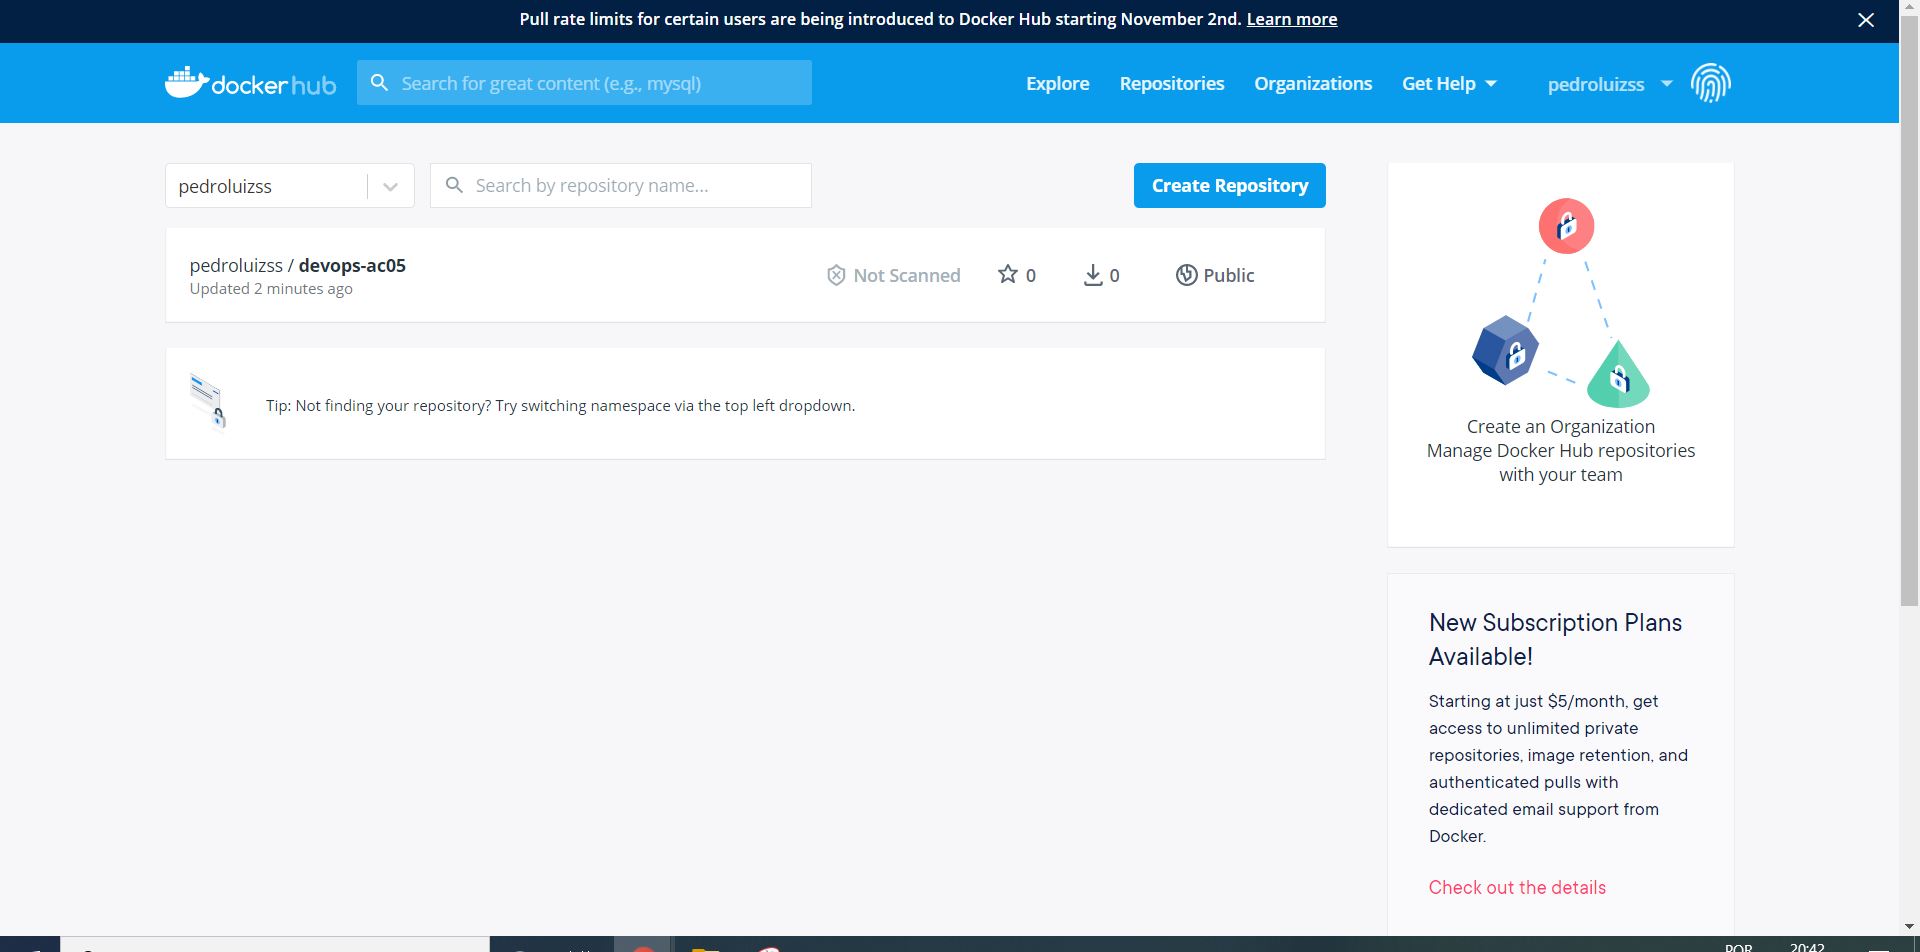 Pull rate limits for certain users are being introduced to Docker Hub starting November 2nd. Learn more
dockerhub
Search for great content (e.g., mysql)
Explore
Repositories
Organizations
Get Help
pedroluizss
pedroluizss
Search by repository name...
Create Repository
pedroluizss / devops-ac05
Updated 2 minutes ago
Not Scanned
0
0
Public
Tip: Not finding your repository? Try switching namespace via the top left dropdown.
Create an Organization
Manage Docker Hub repositories
with your team
New Subscription Plans
Available!
Starting at just $5/month, get
access to unlimited private
repositories, image retention, and
authenticated pulls with
dedicated email support from
Docker.
Check out the details
POR
20:42